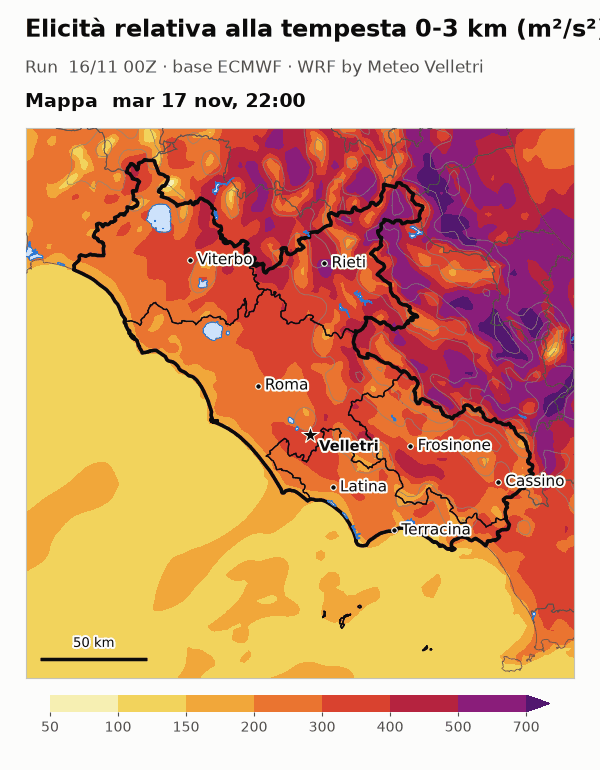 Elicità relativa alla tempesta 0-3 km (m²/s²)
Run 16/11 00Z · base ECMWF · WRF by Meteo Velletri
Mappa mar 17 nov, 22:00
Viterbo
Rieti
Roma
Velletri
Frosinone
Cassino
Latina
Terracina
50 km
50 100 150 200 300 400 500 700